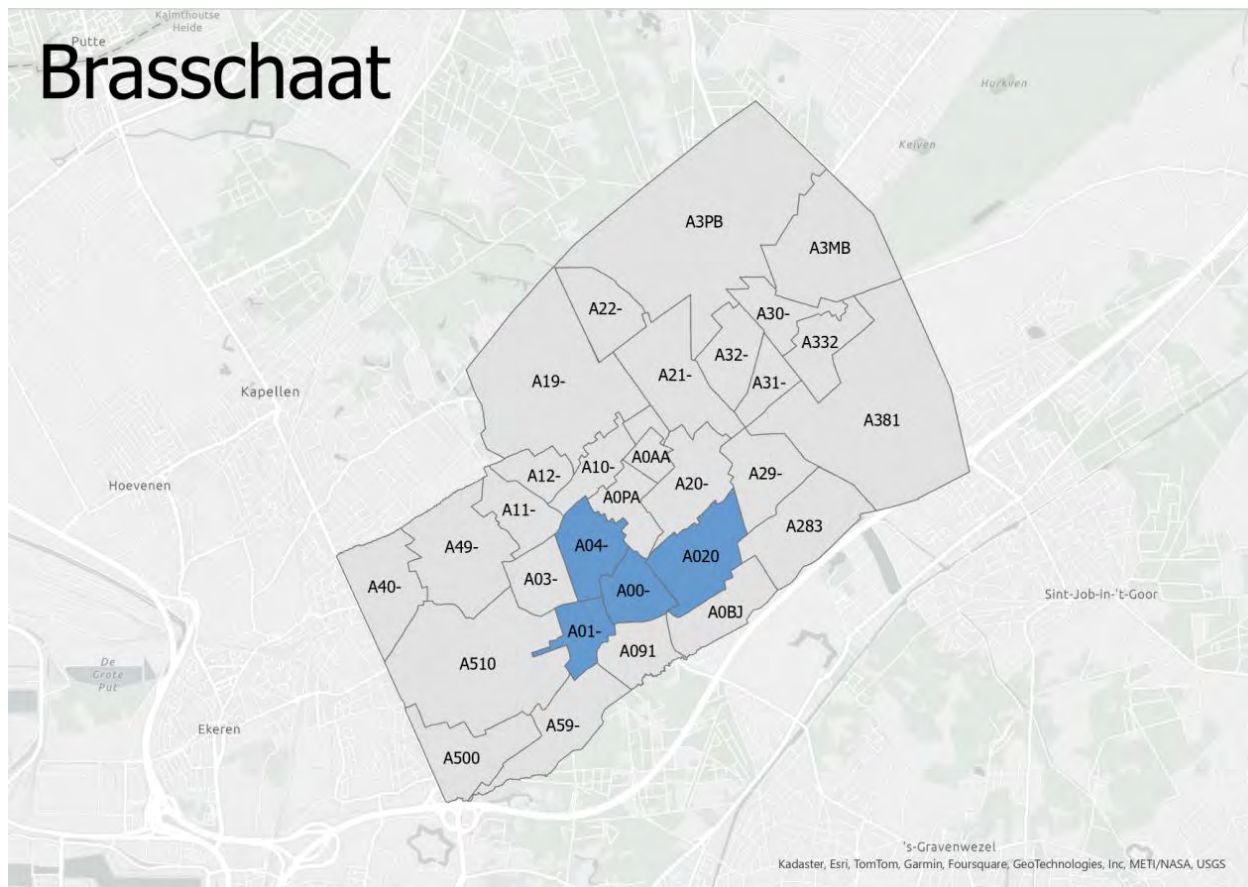 Kalmthoutse
Heide
Putte
Brasschaat
Horkven
Keiven
A3PB
A3MB
A22-
A30-
A332
A32-
A21-
A31-
A19-
Kapellen
A381
A0AA
A10-
A12-
A29-
A20-
Hoevenen
A0PA
A11-
A283
A49-
A04-
A020
A03-
A40-
A00-
Sint-Job-in-'t-Goor
A0BJ
A01-
A091
A510
De
Grote
Put
Ekeren
A59-
A500
's-Gravenwezel
Kadaster, Esri, TomTom, Garmin, Foursquare, GeoTechnologies, Inc, METI/NASA, USGS